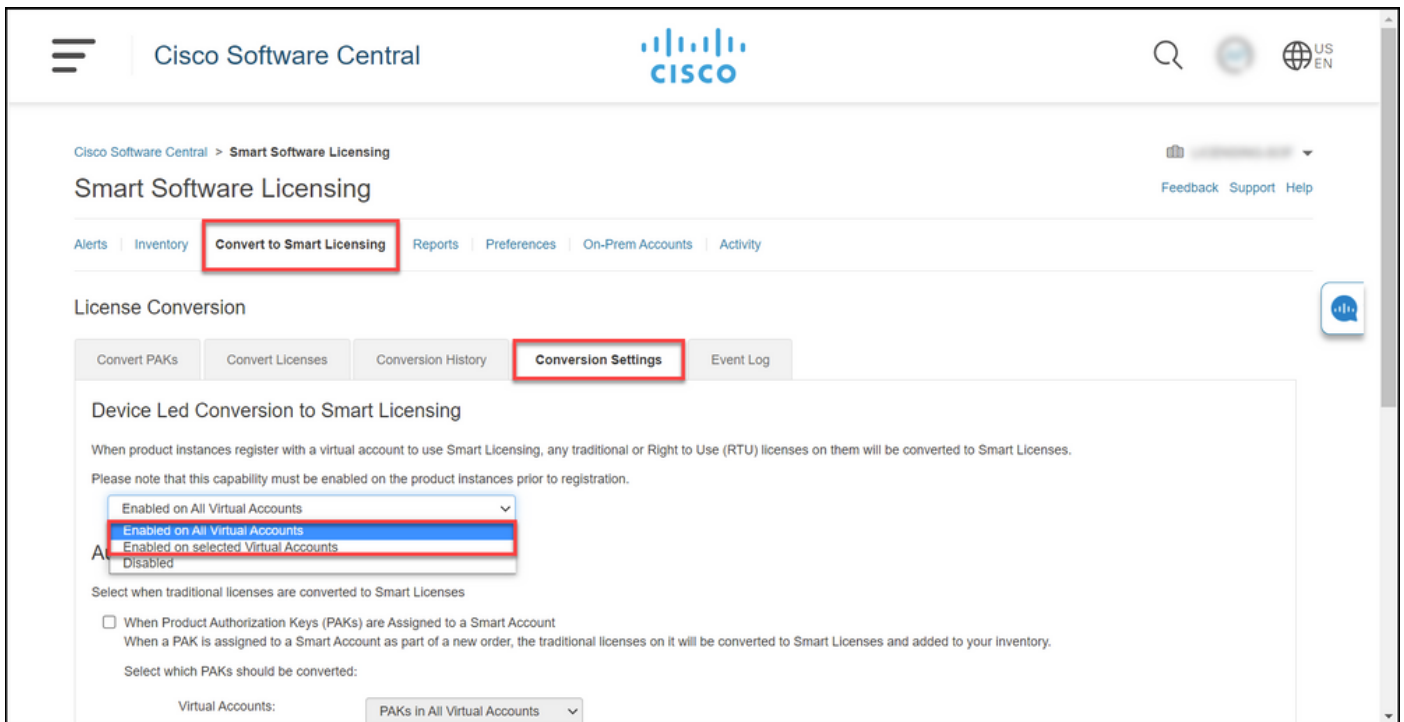 Cisco Software Central
CISCO
US
EN
Cisco Software Central > Smart Software Licensing
Smart Software Licensing
Feedback Support Help
Alerts Inventory Convert to Smart Licensing Reports Preferences On-Prem Accounts Activity
License Conversion
Convert PAKs Convert Licenses Conversion History Conversion Settings Event Log
Device Led Conversion to Smart Licensing
When product instances register with a virtual account to use Smart Licensing, any traditional or Right to Use (RTU) licenses on them will be converted to Smart Licenses.
Please note that this capability must be enabled on the product instances prior to registration.
Enabled on All Virtual Accounts
Enabled on All Virtual Accounts
Enabled on selected Virtual Accounts
Disabled
Select when traditional licenses are converted to Smart Licenses
When Product Authorization Keys (PAKs) are Assigned to a Smart Account
When a PAK is assigned to a Smart Account as part of a new order, the traditional licenses on it will be converted to Smart Licenses and added to your inventory.
Select which PAKs should be converted:
Virtual Accounts: PAKs in All Virtual Accounts